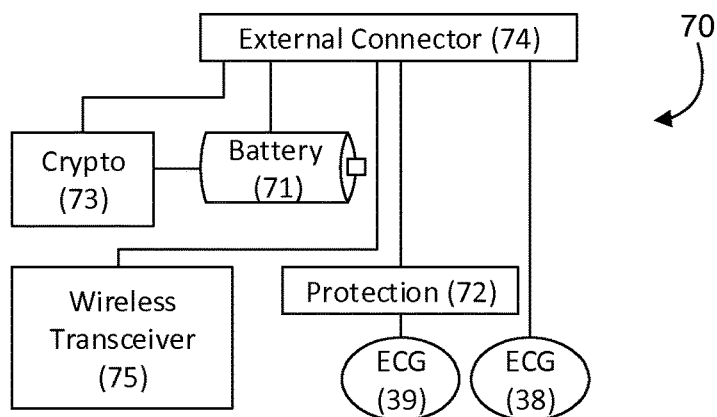 External Connector (74)
70
Crypto
(73)
Battery
(71)
Wireless
Transceiver
(75)
Protection (72)
ECG
(39)
ECG
(38)